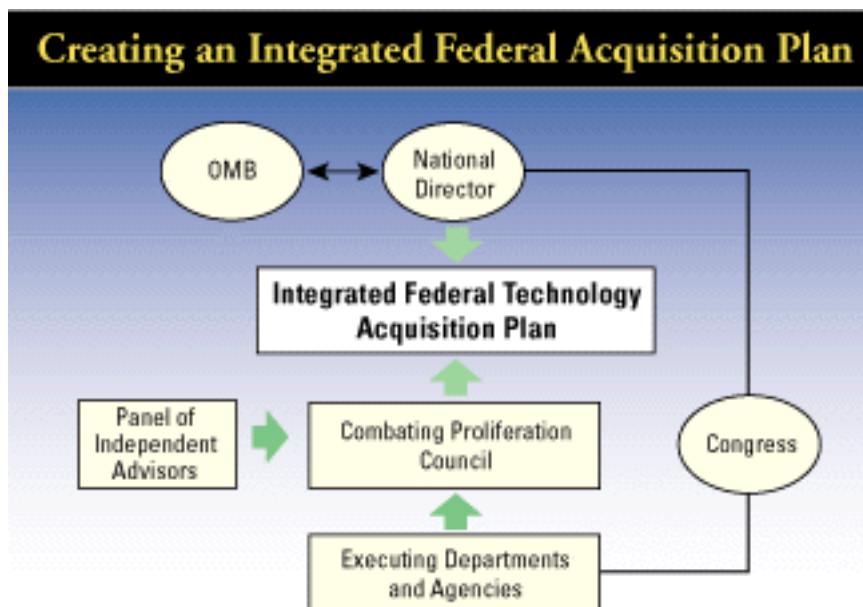 Creating an Integrated Federal Acquisition Plan
OMB
National
Director
Integrated Federal Technology
Acquisition Plan
Panel of
Independent
Advisors
Combating Proliferation
Council
Congress
Executing Departments
and Agencies